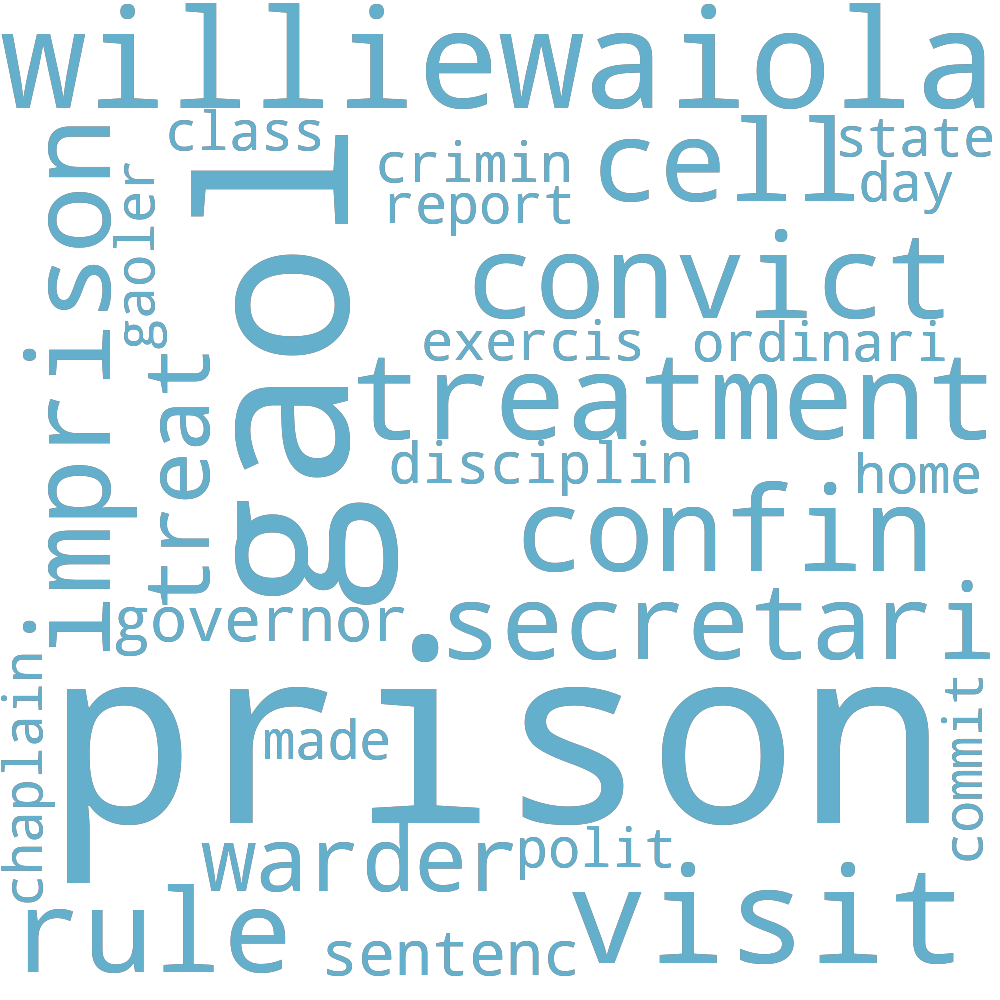 williewaiola
class
crimin
cell
state
report
day
imprison
gaoler
gaol
convict
exercis
ordinari
treat
treatment
disciplin
home
confin
governor
secretari
chaplain
prison
made
commit
warder
polit
rule
sentenc
visit